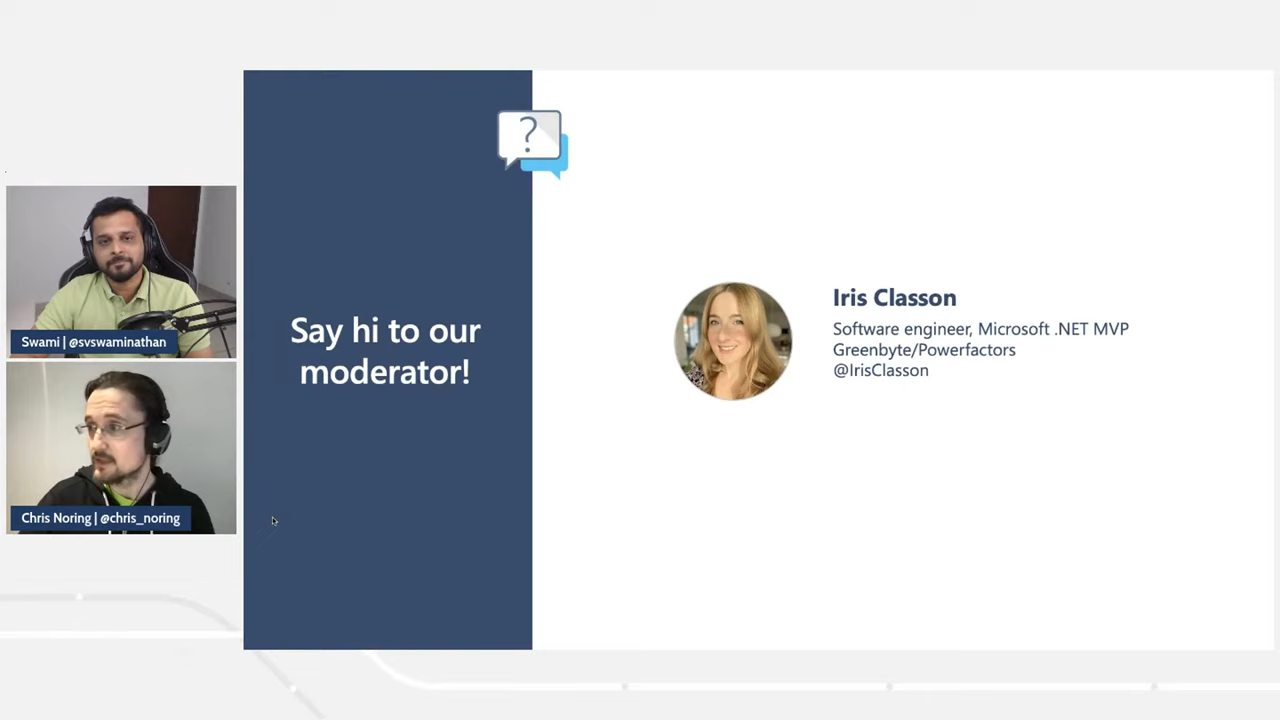 Say hi to our
moderator!
?
Iris Classon
Software engineer, Microsoft .NET MVP
Greenbyte/Powerfactors
@IrisClasson
Swami | @svswaminathan
Chris Noring | @chris_noring